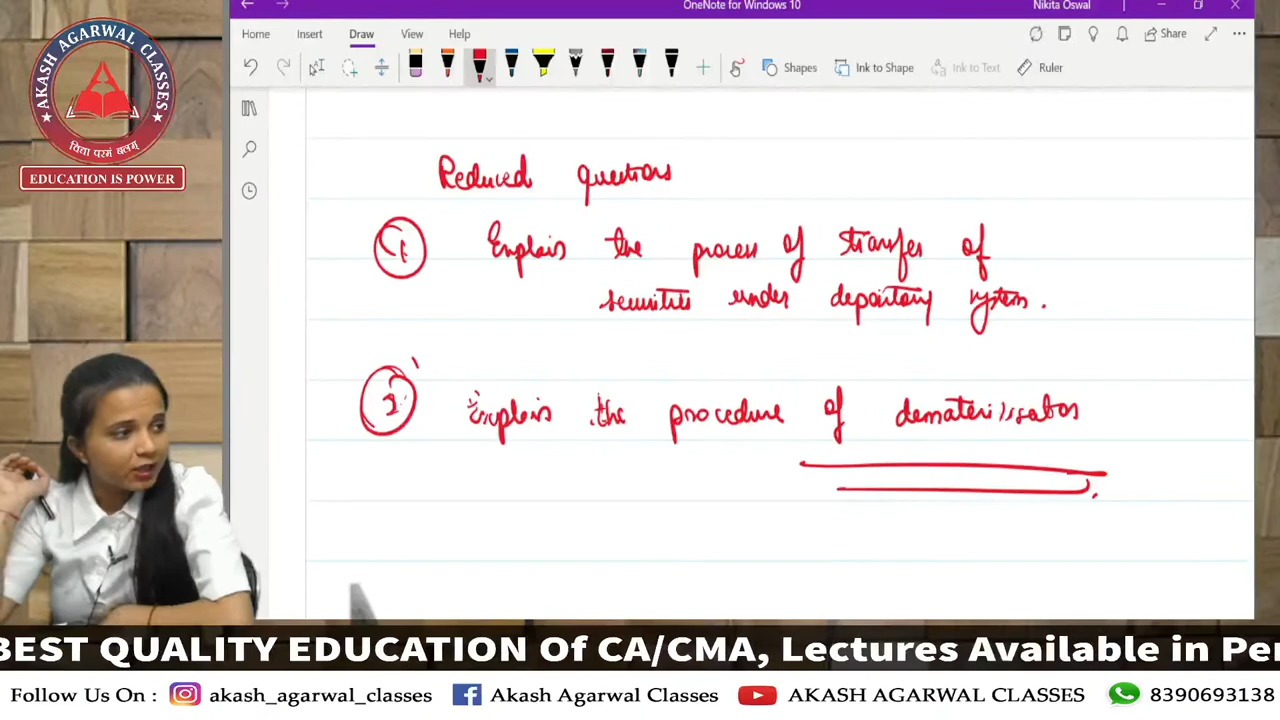 OneNote for Windows 10
Nikita Oswal
Home Insert Draw View Help
Share
Shapes Ink to Shape Ink to Text Ruler
AKASH AGARWAL CLASSES
विद्या परमं बलम्
EDUCATION IS POWER
Reduced questions
1 Explain the process of transfer of
securities under depository system.
2 Explain the procedure of dematerialisation
BEST QUALITY EDUCATION Of CA/CMA, Lectures Available in Pe
Follow Us On : akash_agarwal_classes Akash Agarwal Classes AKASH AGARWAL CLASSES 8390693138